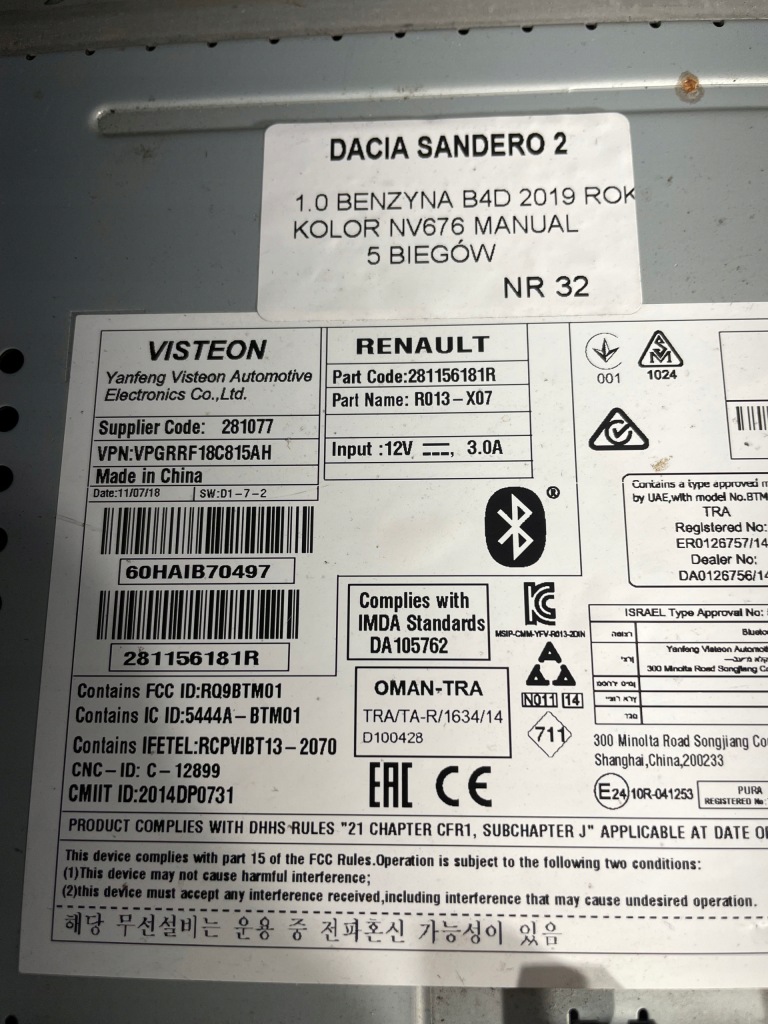 DACIA SANDERO 2
1.0 BENZYNA B4D 2019 ROK
KOLOR NV676 MANUAL
5 BIEGÓW
NR 32
VISTEON
Yanfeng Visteon Automotive
Electronics Co.,Ltd.
Supplier Code: 281077
VPN:VPGRRF18C815AH
Made in China
Date:11/07/18 SW:D1-7-2
60HAIB70497
281156181R
RENAULT
Part Code:281156181R
Part Name: R013-X07
Input :12V ⎓, 3.0A
®
001
1024
Contains a type approved
by UAE,with model No.BTM
TRA
Registered No:
ER0126757/14
Dealer No:
DA0126756/14
Complies with
IMDA Standards
DA105762
MSIP-CMM-YFV-R013-2DIN
N011 14
711
OMAN-TRA
TRA/TA-R/1634/14
D100428
ISRAEL Type Approval No:
Yanfeng Visteon
300 Minolta Road Songjiang
300 Minolta Road Songjiang
Shanghai,China,200233
E24 10R-041253
PURA
REGISTERED No:
Contains FCC ID:RQ9BTM01
Contains IC ID:5444A-BTM01
Contains IFETEL:RCPVIBT13-2070
CNC-ID: C-12899
CMIIT ID:2014DP0731
EAC CE
PRODUCT COMPLIES WITH DHHS RULES "21 CHAPTER CFR1, SUBCHAPTER J" APPLICABLE AT DATE
This device complies with part 15 of the FCC Rules.Operation is subject to the following two conditions:
(1)This device may not cause harmful interference;
(2)this device must accept any interference received,including interference that may cause undesired operation.
해당 무선설비는 운용 중 전파혼신 가능성이 있음